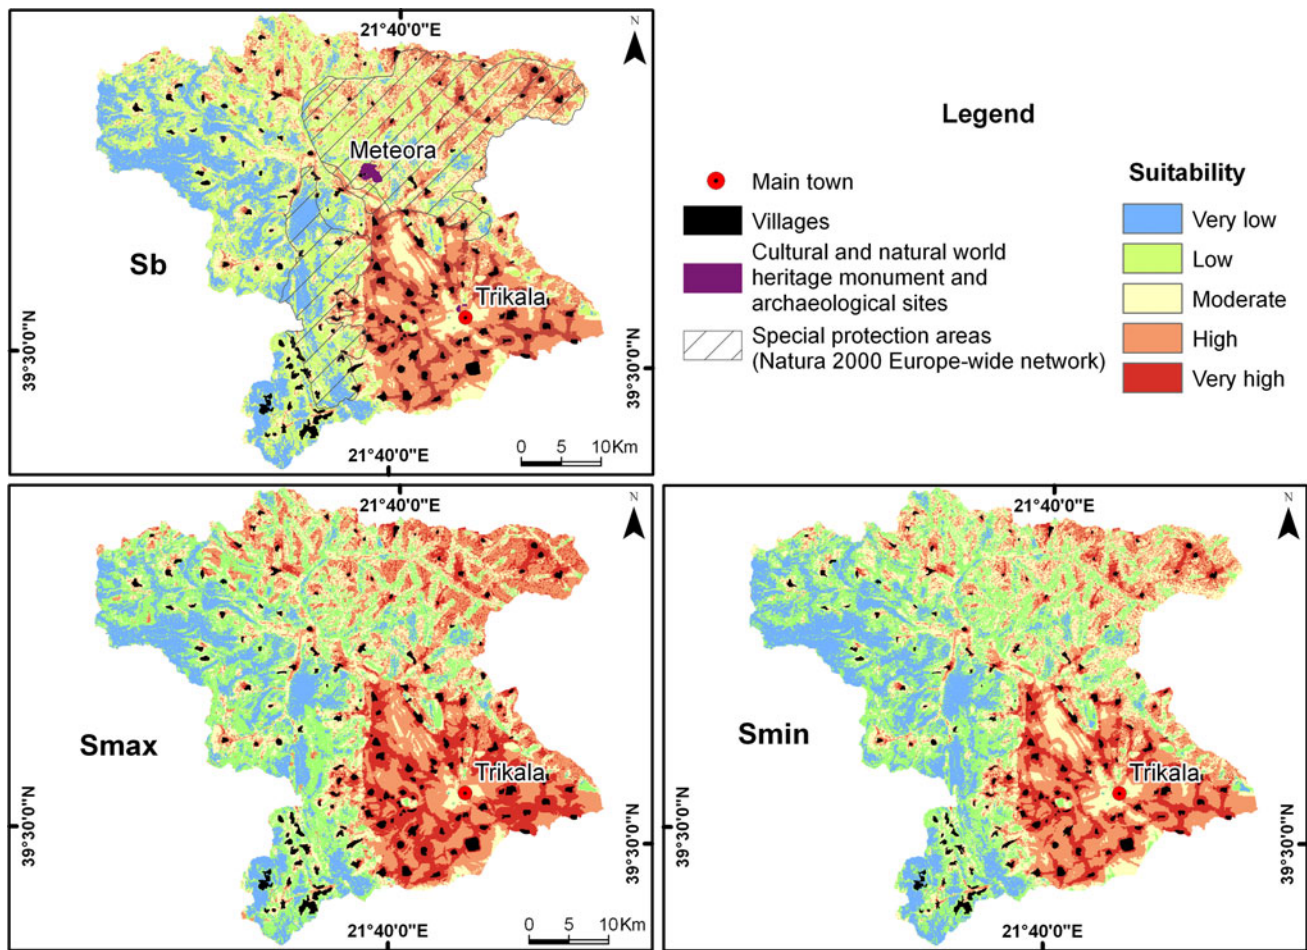 21°40'0"E
N
Meteora
Sb
Trikala
39°30'0"N
39°30'0"N
0 5 10Km
21°40'0"E
Legend
Main town
Villages
Cultural and natural world
heritage monument and
archaeological sites
Special protection areas
(Natura 2000 Europe-wide network)
Suitability
Very low
Low
Moderate
High
Very high
21°40'0"E
N
Smax
Trikala
39°30'0"N
39°30'0"N
0 5 10Km
21°40'0"E
21°40'0"E
N
Smin
Trikala
39°30'0"N
39°30'0"N
21°40'0"E